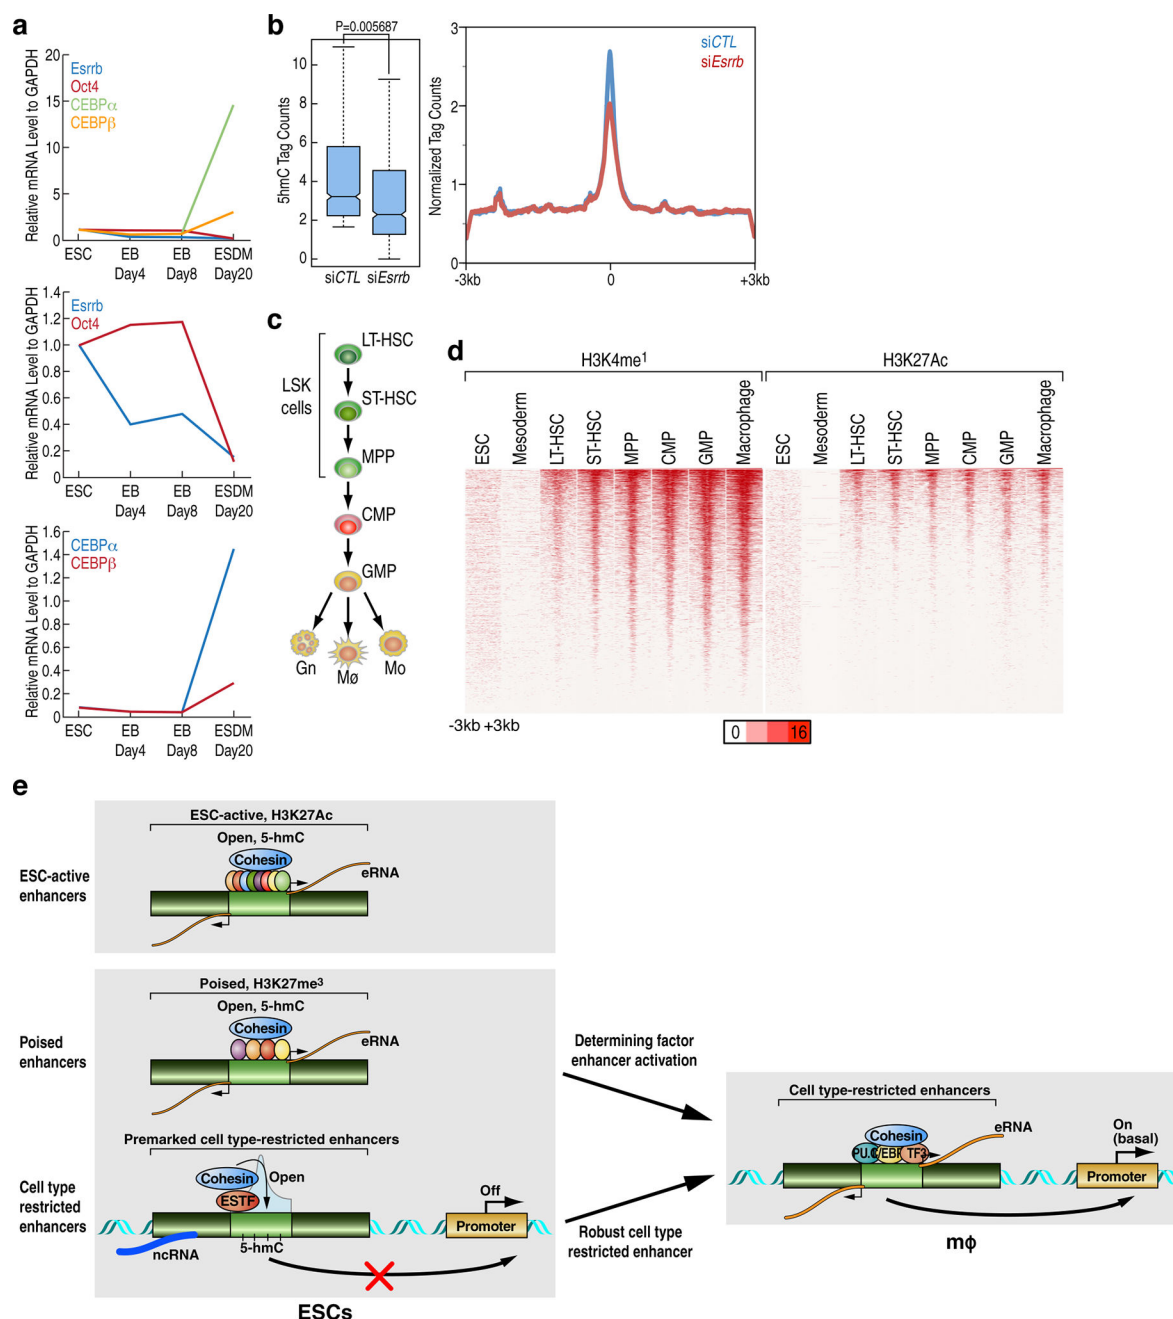 a
Relative mRNA Level to GAPDH
20
15
10
5
0
Esrrb
Oct4
CEBPα
CEBPβ
ESC
EB
Day4
EB
Day8
ESDM
Day20
Relative mRNA Level to GAPDH
1.4
1.2
1.0
0.8
0.6
0.4
0.2
0
Esrrb
Oct4
ESC
EB
Day4
EB
Day8
ESDM
Day20
Relative mRNA Level to GAPDH
1.6
1.4
1.2
1.0
0.8
0.6
0.4
0.2
0
CEBPα
CEBPβ
ESC
EB
Day4
EB
Day8
ESDM
Day20
b
P=0.005687
5hmC Tag Counts
10
8
6
4
2
0
siCTL
siEsrrb
Normalized Tag Counts
3
2
1
0
siCTL
siEsrrb
-3kb
0
+3kb
c
LSK
cells
LT-HSC
ST-HSC
MPP
CMP
GMP
Gn
Mø
Mo
d
H3K4me1
H3K27Ac
ESC
Mesoderm
LT-HSC
ST-HSC
MPP
CMP
GMP
Macrophage
ESC
Mesoderm
LT-HSC
ST-HSC
MPP
CMP
GMP
Macrophage
-3kb +3kb
0
16
e
ESC-active
enhancers
ESC-active, H3K27Ac
Open, 5-hmC
Cohesin
eRNA
Poised
enhancers
Poised, H3K27me3
Open, 5-hmC
Cohesin
eRNA
Cell type
restricted
enhancers
Premarked cell type-restricted enhancers
Cohesin
Open
ESTF
5-hmC
ncRNA
Off
Promoter
ESCs
Determining factor
enhancer activation
Robust cell type
restricted enhancer
Cell type-restricted enhancers
Cohesin
eRNA
PU.
/EBP
TF3
On
(basal)
Promoter
mϕ